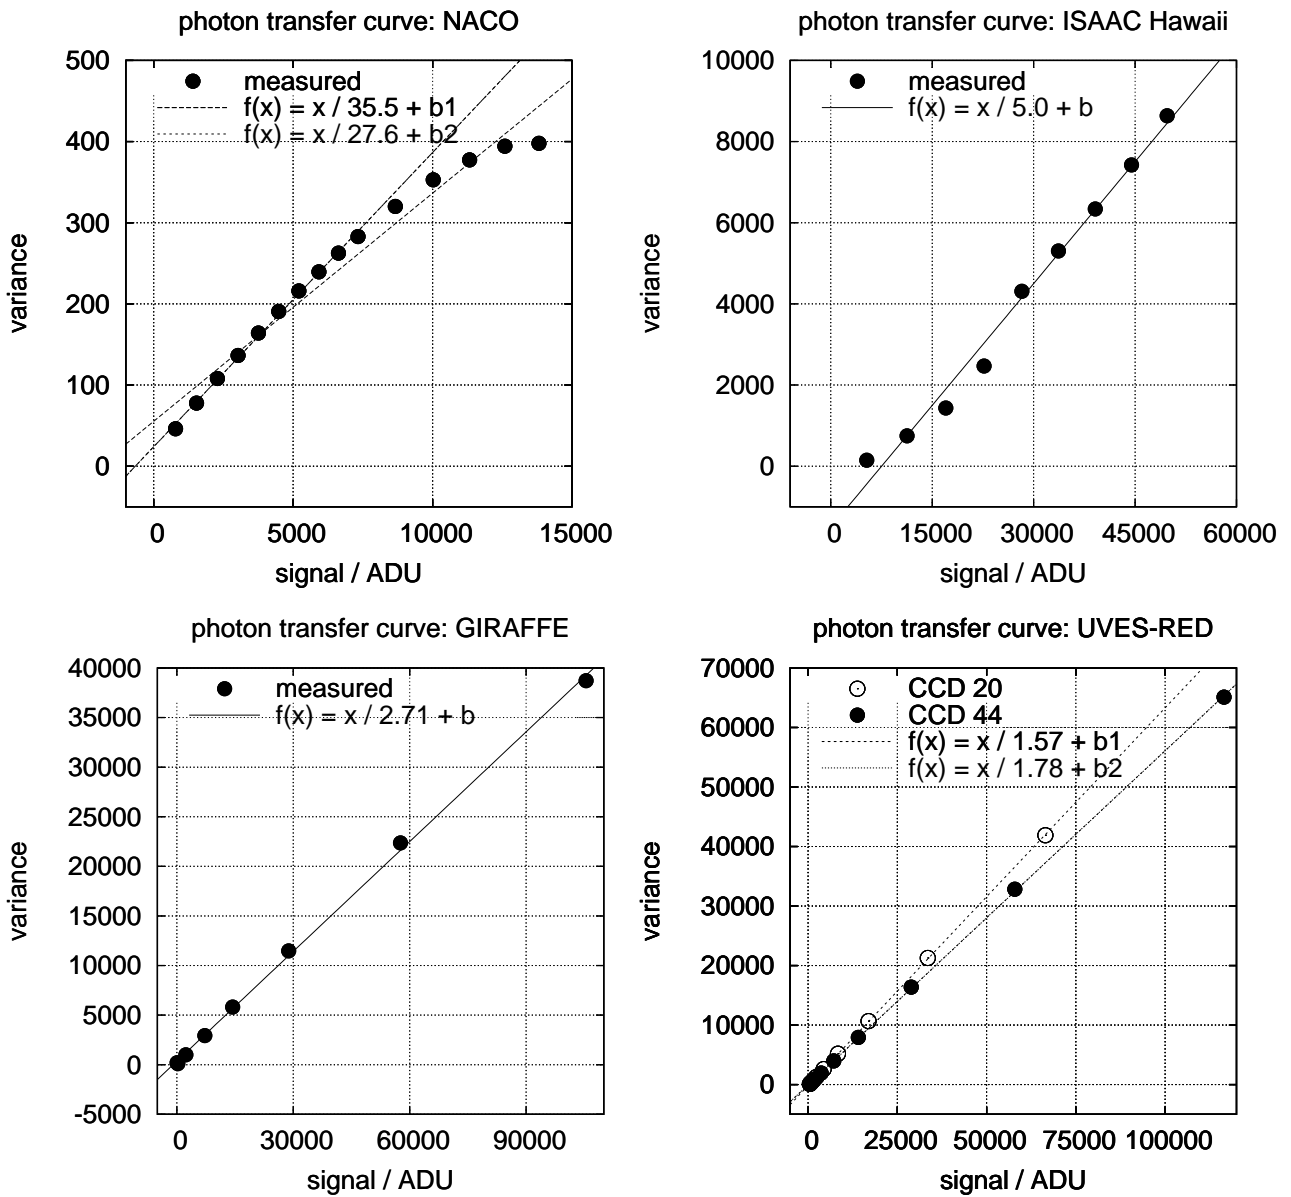 photon transfer curve: NACO
500
400
300
200
100
0
variance
measured
f(x) = x / 35.5 + b1
f(x) = x / 27.6 + b2
0 5000 10000 15000
signal / ADU
photon transfer curve: ISAAC Hawaii
10000
8000
6000
4000
2000
0
variance
measured
f(x) = x / 5.0 + b
0 15000 30000 45000 60000
signal / ADU
photon transfer curve: GIRAFFE
40000
35000
30000
25000
20000
15000
10000
5000
0
-5000
variance
measured
f(x) = x / 2.71 + b
0 30000 60000 90000
signal / ADU
photon transfer curve: UVES-RED
70000
60000
50000
40000
30000
20000
10000
0
variance
CCD 20
CCD 44
f(x) = x / 1.57 + b1
f(x) = x / 1.78 + b2
0 25000 50000 75000 100000
signal / ADU